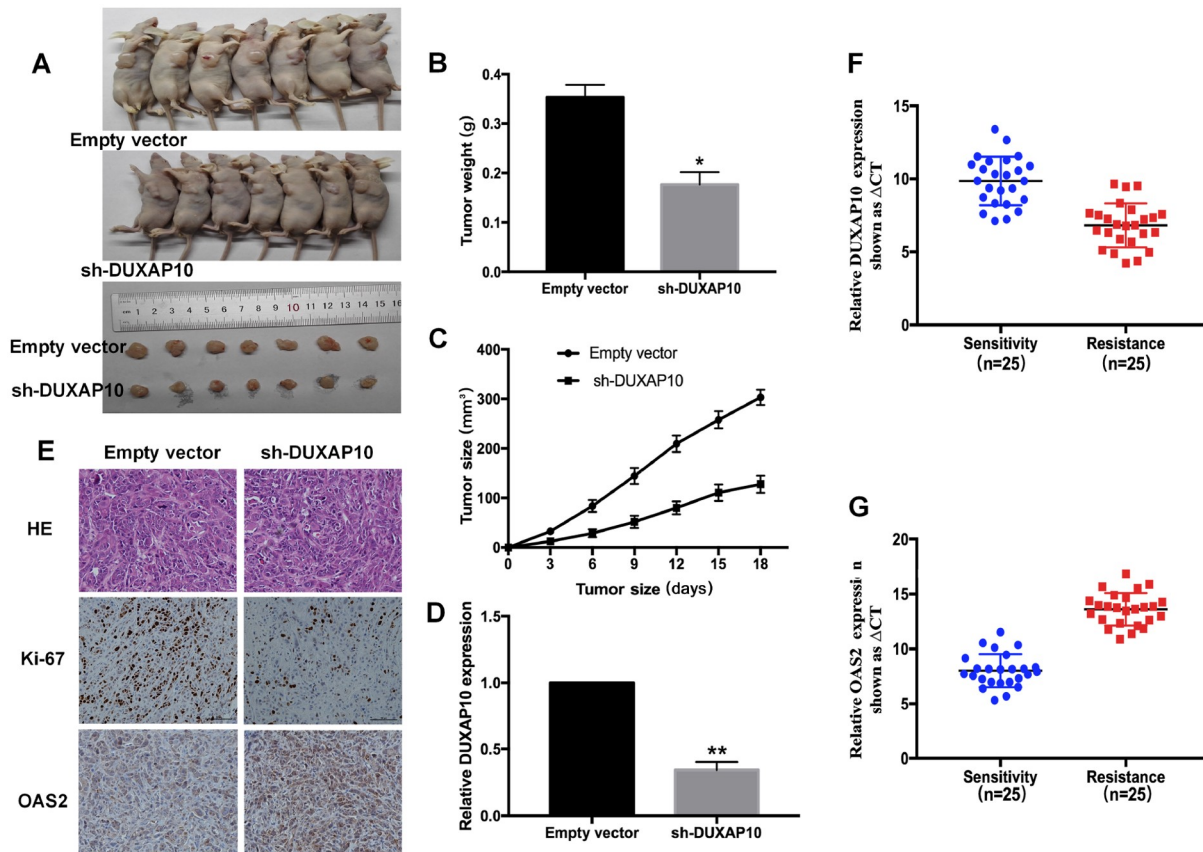 A
Empty vector
sh-DUXAP10
1 2 3 4 5 6 7 8 9 10 11 12 13 14 15 16
Empty vector
sh-DUXAP10
B
Tumor weight (g)
0.4
0.3
0.2
0.1
0.0
*
Empty vector
sh-DUXAP10
C
Tumor size (mm³)
400
300
200
100
0
Empty vector
sh-DUXAP10
0 3 6 9 12 15 18
Tumor size (days)
D
Relative DUXAP10 expression
1.5
1.0
0.5
0.0
**
Empty vector
sh-DUXAP10
E
Empty vector
sh-DUXAP10
HE
Ki-67
OAS2
F
Relative DUXAP10 expression
shown as ΔCT
15
10
5
0
Sensitivity
(n=25)
Resistance
(n=25)
G
Relative OAS2 expressi n
shown as ΔCT
20
15
10
5
0
Sensitivity
(n=25)
Resistance
(n=25)